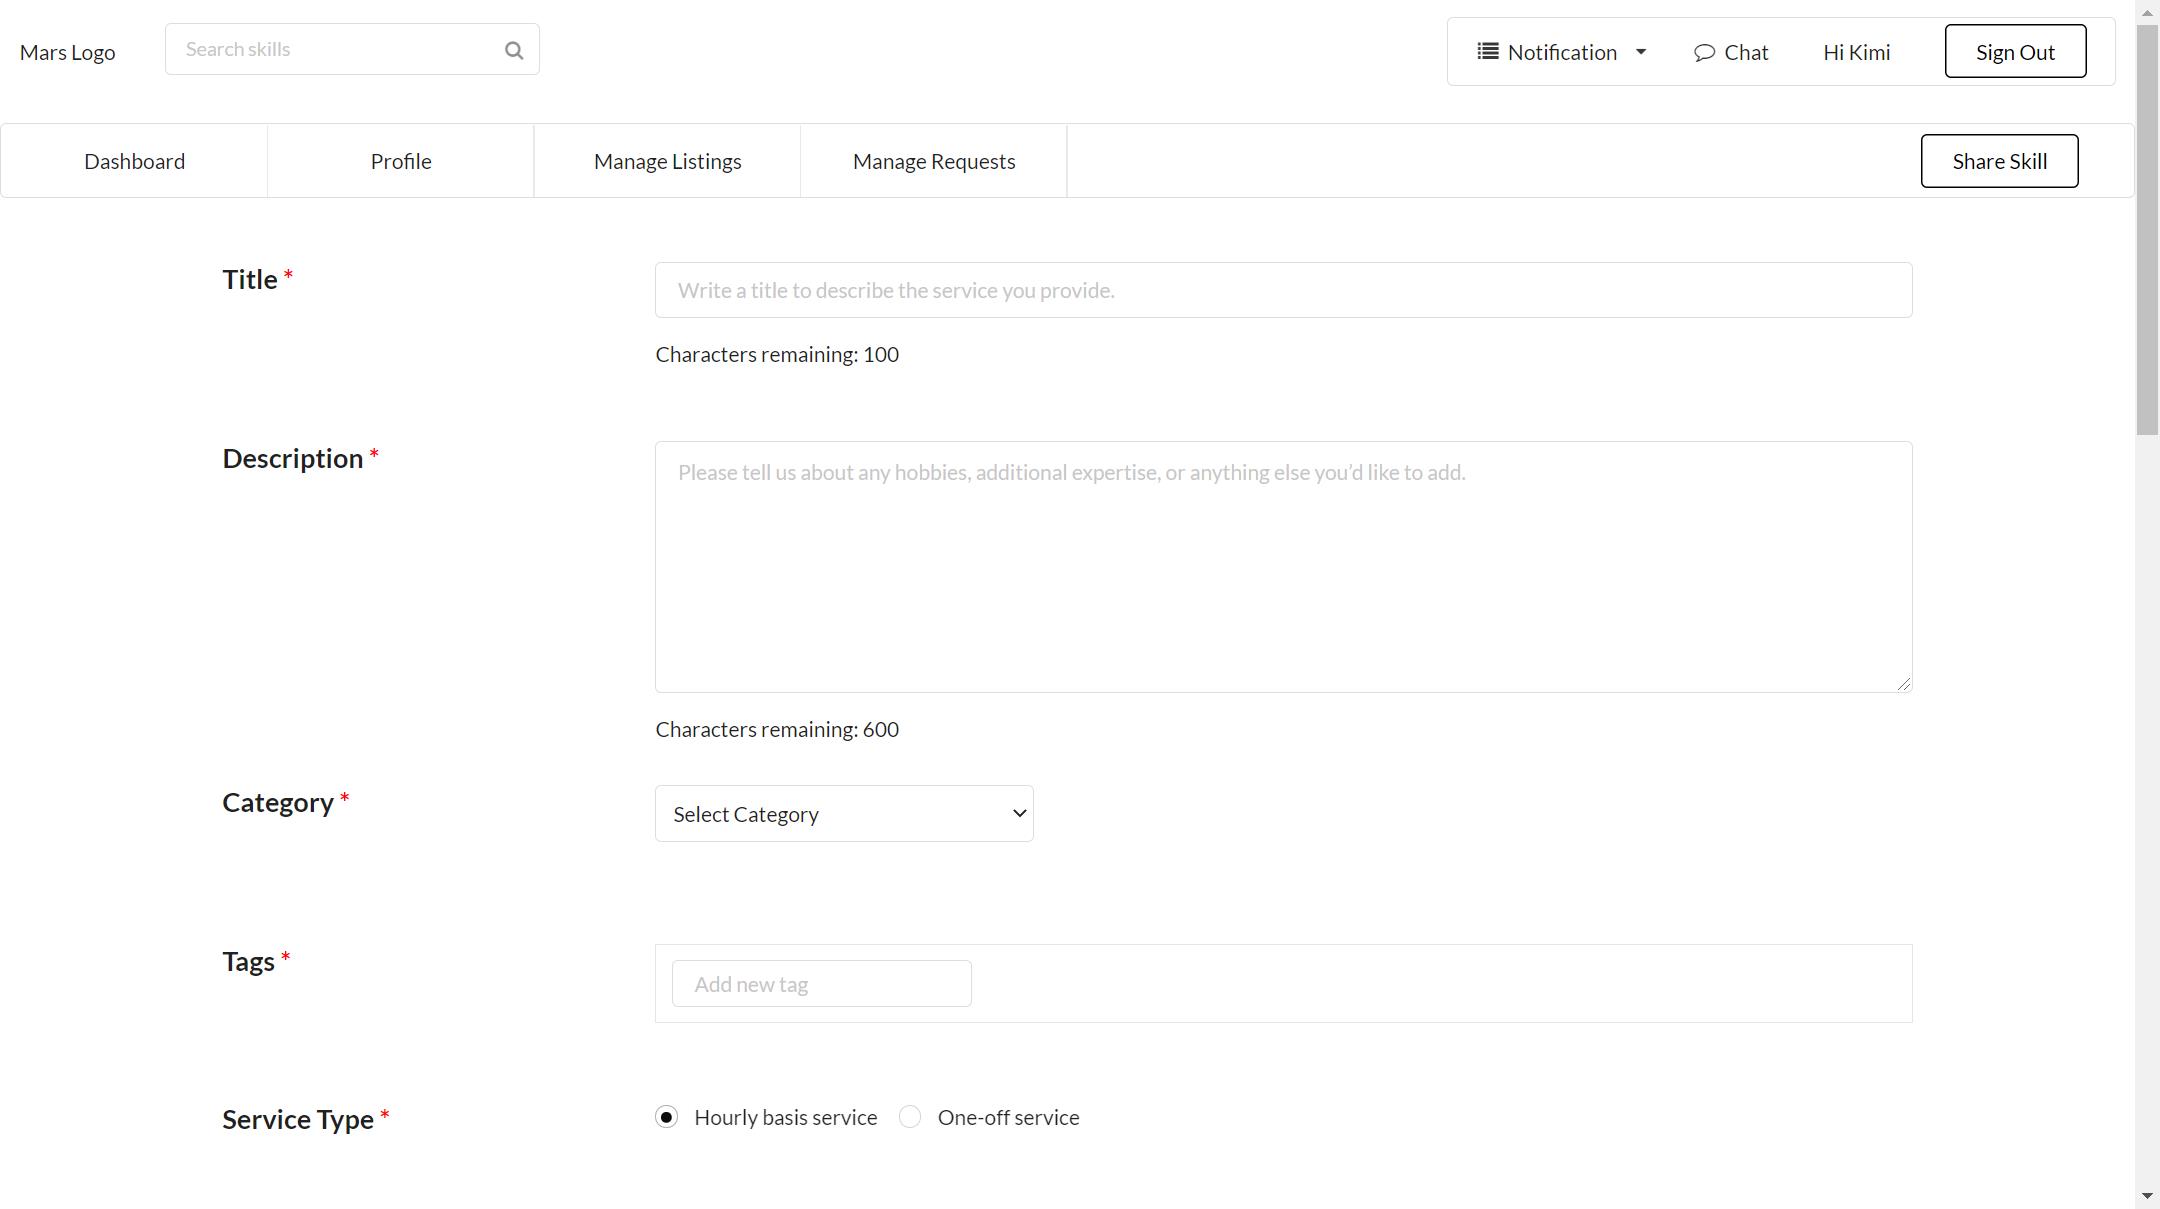 Mars Logo
Search skills
Notification
Chat
Hi Kimi
Sign Out
Dashboard
Profile
Manage Listings
Manage Requests
Share Skill
Title *
Write a title to describe the service you provide.
Characters remaining: 100
Description *
Please tell us about any hobbies, additional expertise, or anything else you’d like to add.
Characters remaining: 600
Category *
Select Category
Tags *
Add new tag
Service Type *
Hourly basis service
One-off service